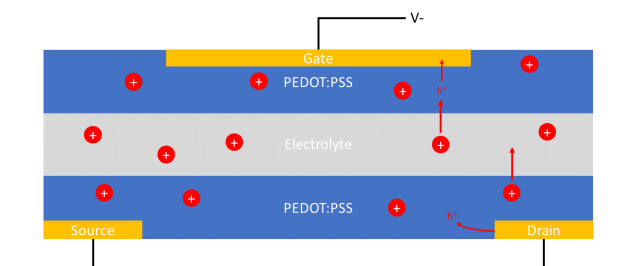 V-
Gate
PEDOT:PSS
h⁺
Electrolyte
PEDOT:PSS
h⁺
Source
Drain
+
+
+
+
+
+
+
+
+
+
+
+
+